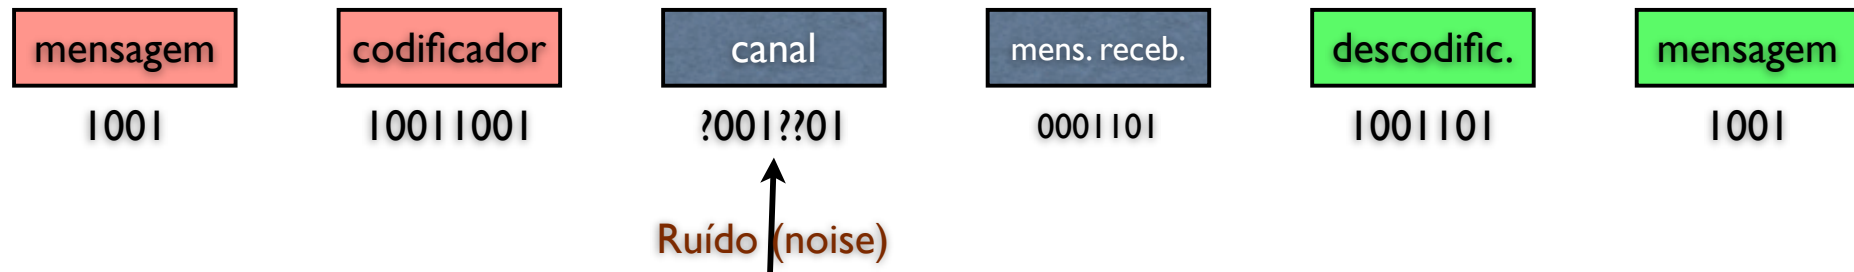 mensagem codificador canal mens. receb. descodific. mensagem
1001 10011001 ?001??01 0001101 1001101 1001
Ruído (noise)